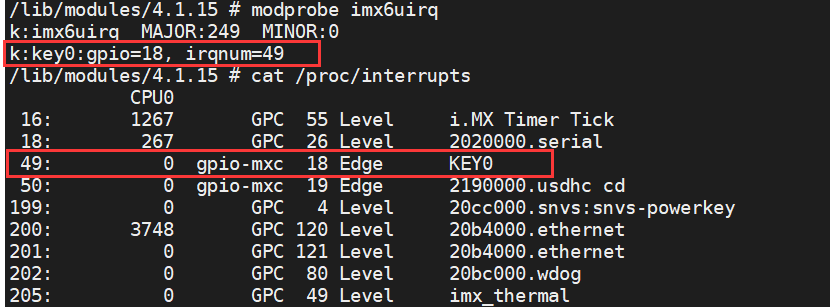 /lib/modules/4.1.15 # modprobe imx6uirq
k:imx6uirq  MAJOR:249  MINOR:0
k:key0:gpio=18, irqnum=49
/lib/modules/4.1.15 # cat /proc/interrupts
           CPU0
 16:       1267       GPC  55 Level     i.MX Timer Tick
 18:        267       GPC  26 Level     2020000.serial
 49:          0  gpio-mxc  18 Edge      KEY0
 50:          0  gpio-mxc  19 Edge      2190000.usdhc cd
199:          0       GPC   4 Level     20cc000.snvs:snvs-powerkey
200:       3748       GPC 120 Level     20b4000.ethernet
201:          0       GPC 121 Level     20b4000.ethernet
202:          0       GPC  80 Level     20bc000.wdog
205:          0       GPC  49 Level     imx_thermal